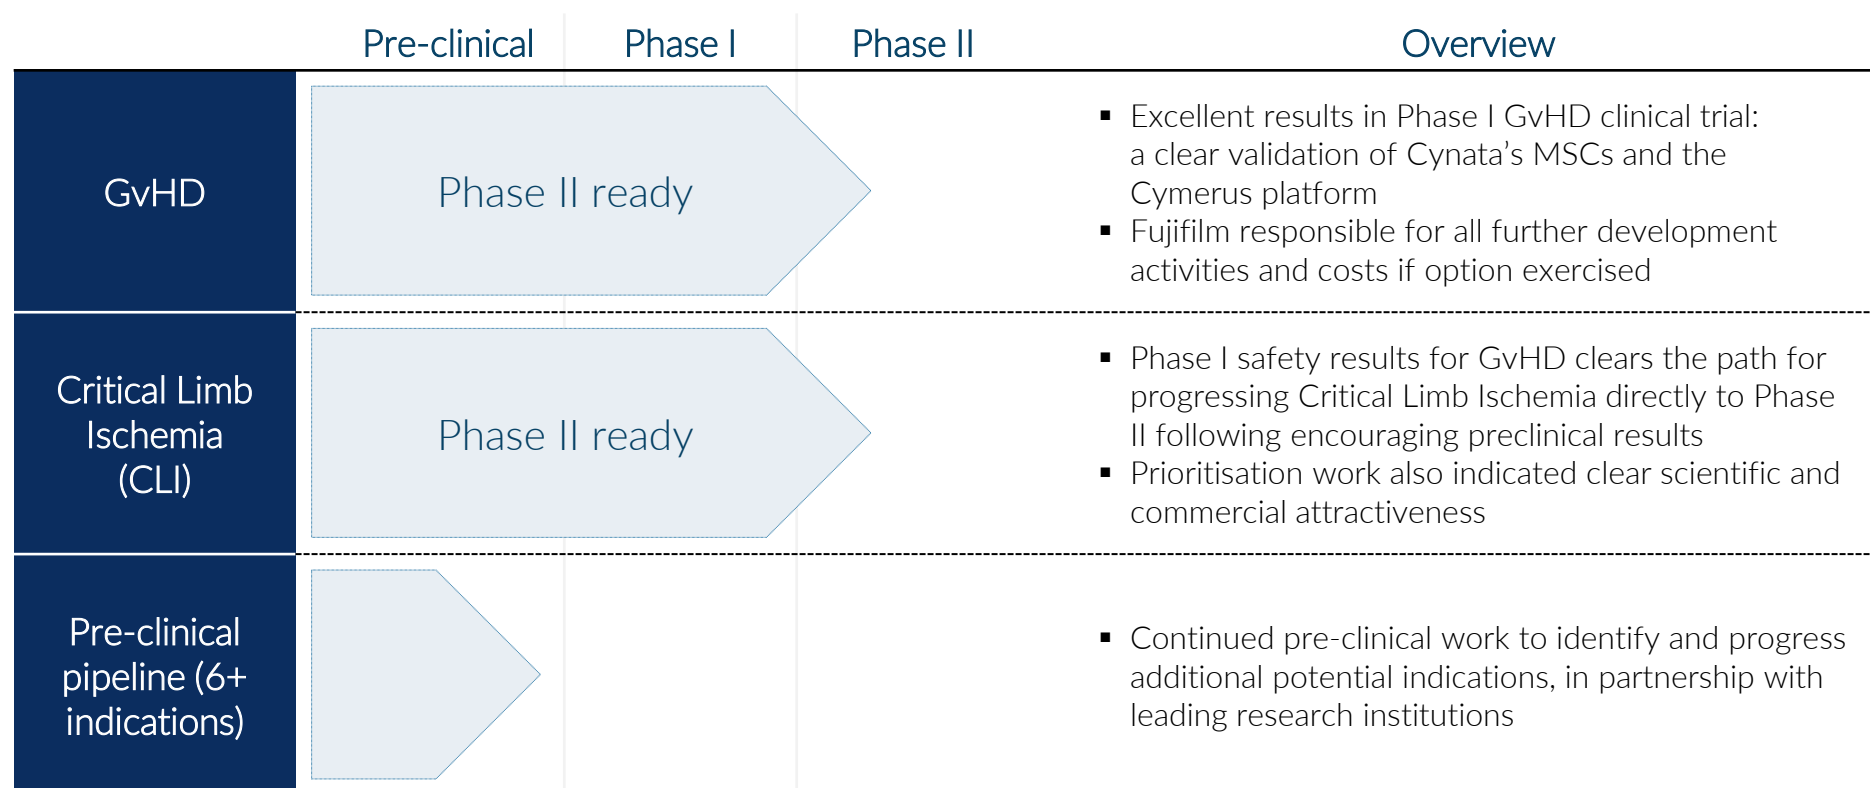 Pre-clinical Phase I Phase II Overview
GvHD
Phase II ready
▪ Excellent results in Phase I GvHD clinical trial:
a clear validation of Cynata’s MSCs and the
Cymerus platform
▪ Fujifilm responsible for all further development
activities and costs if option exercised
Critical Limb
Ischemia
(CLI)
Phase II ready
▪ Phase I safety results for GvHD clears the path for
progressing Critical Limb Ischemia directly to Phase
II following encouraging preclinical results
▪ Prioritisation work also indicated clear scientific and
commercial attractiveness
Pre-clinical
pipeline (6+
indications)
▪ Continued pre-clinical work to identify and progress
additional potential indications, in partnership with
leading research institutions